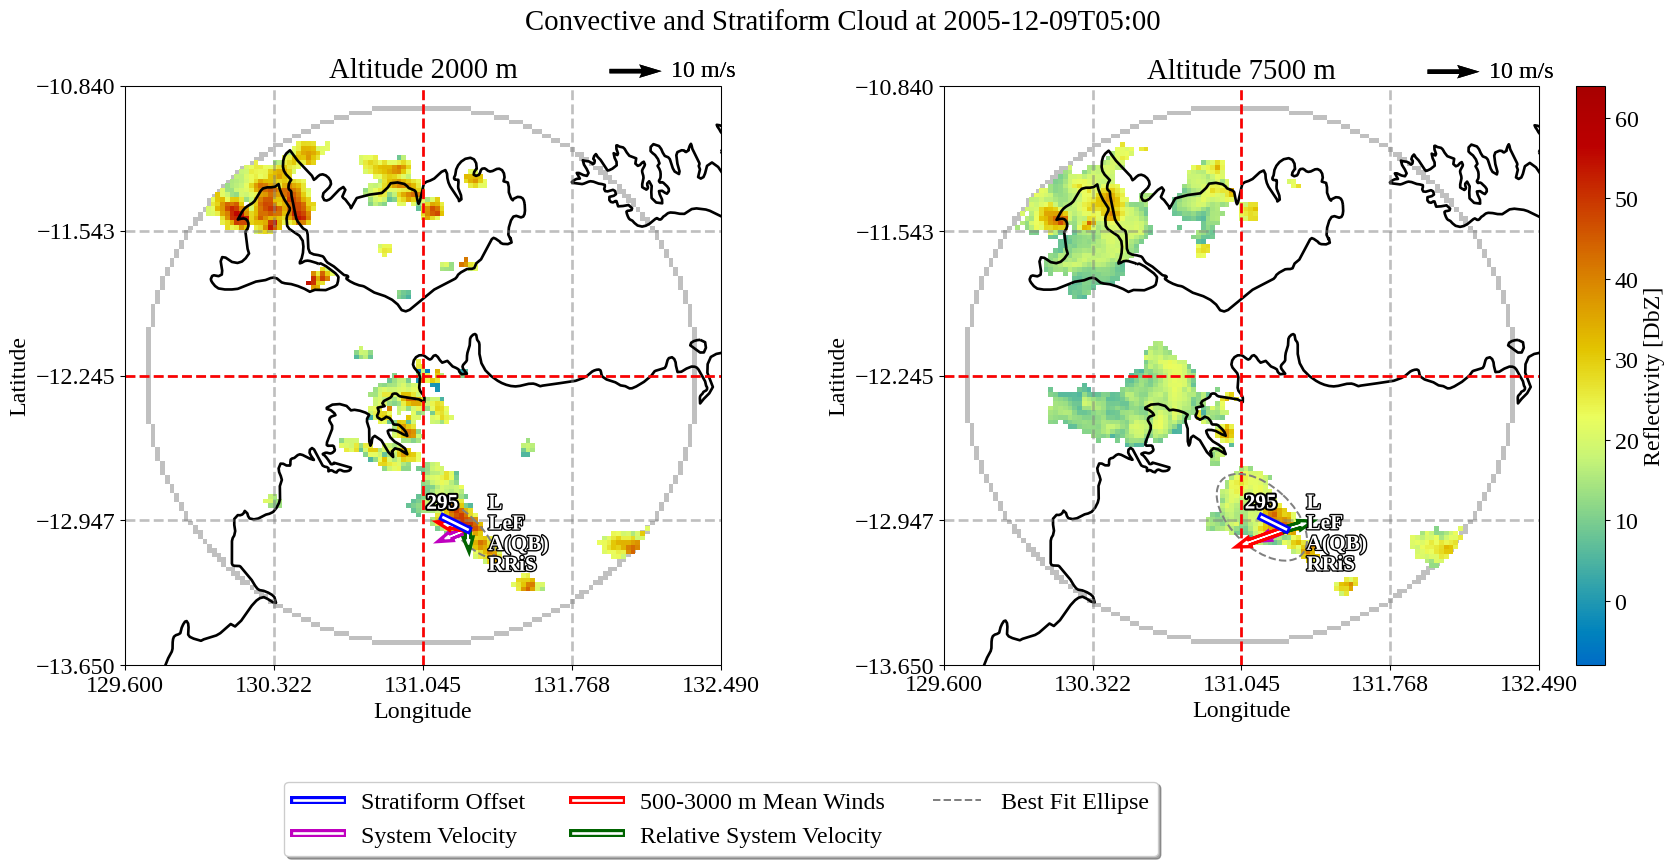 Convective and Stratiform Cloud at 2005-12-09T05:00
Altitude 2000 m
10 m/s
Altitude 7500 m
10 m/s
−10.840
−11.543
−12.245
−12.947
−13.650
Latitude
129.600
130.322
131.045
131.768
132.490
Longitude
295
L
LeF
A(QB)
RRiS
−10.840
−11.543
−12.245
−12.947
−13.650
Latitude
129.600
130.322
131.045
131.768
132.490
Longitude
295
L
LeF
A(QB)
RRiS
60
50
40
30
20
10
0
Reflectivity [DbZ]
Stratiform Offset
500-3000 m Mean Winds
Best Fit Ellipse
System Velocity
Relative System Velocity